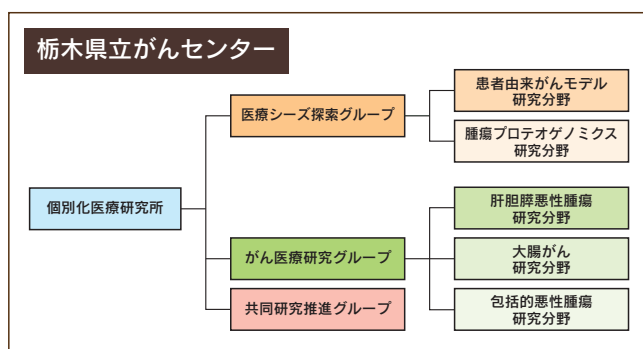 栃木県立がんセンター
個別化医療研究所
医療シーズ探索グループ
患者由来がんモデル
研究分野
腫瘍プロテオゲノミクス
研究分野
がん医療研究グループ
肝胆膵悪性腫瘍
研究分野
大腸がん
研究分野
包括的悪性腫瘍
研究分野
共同研究推進グループ